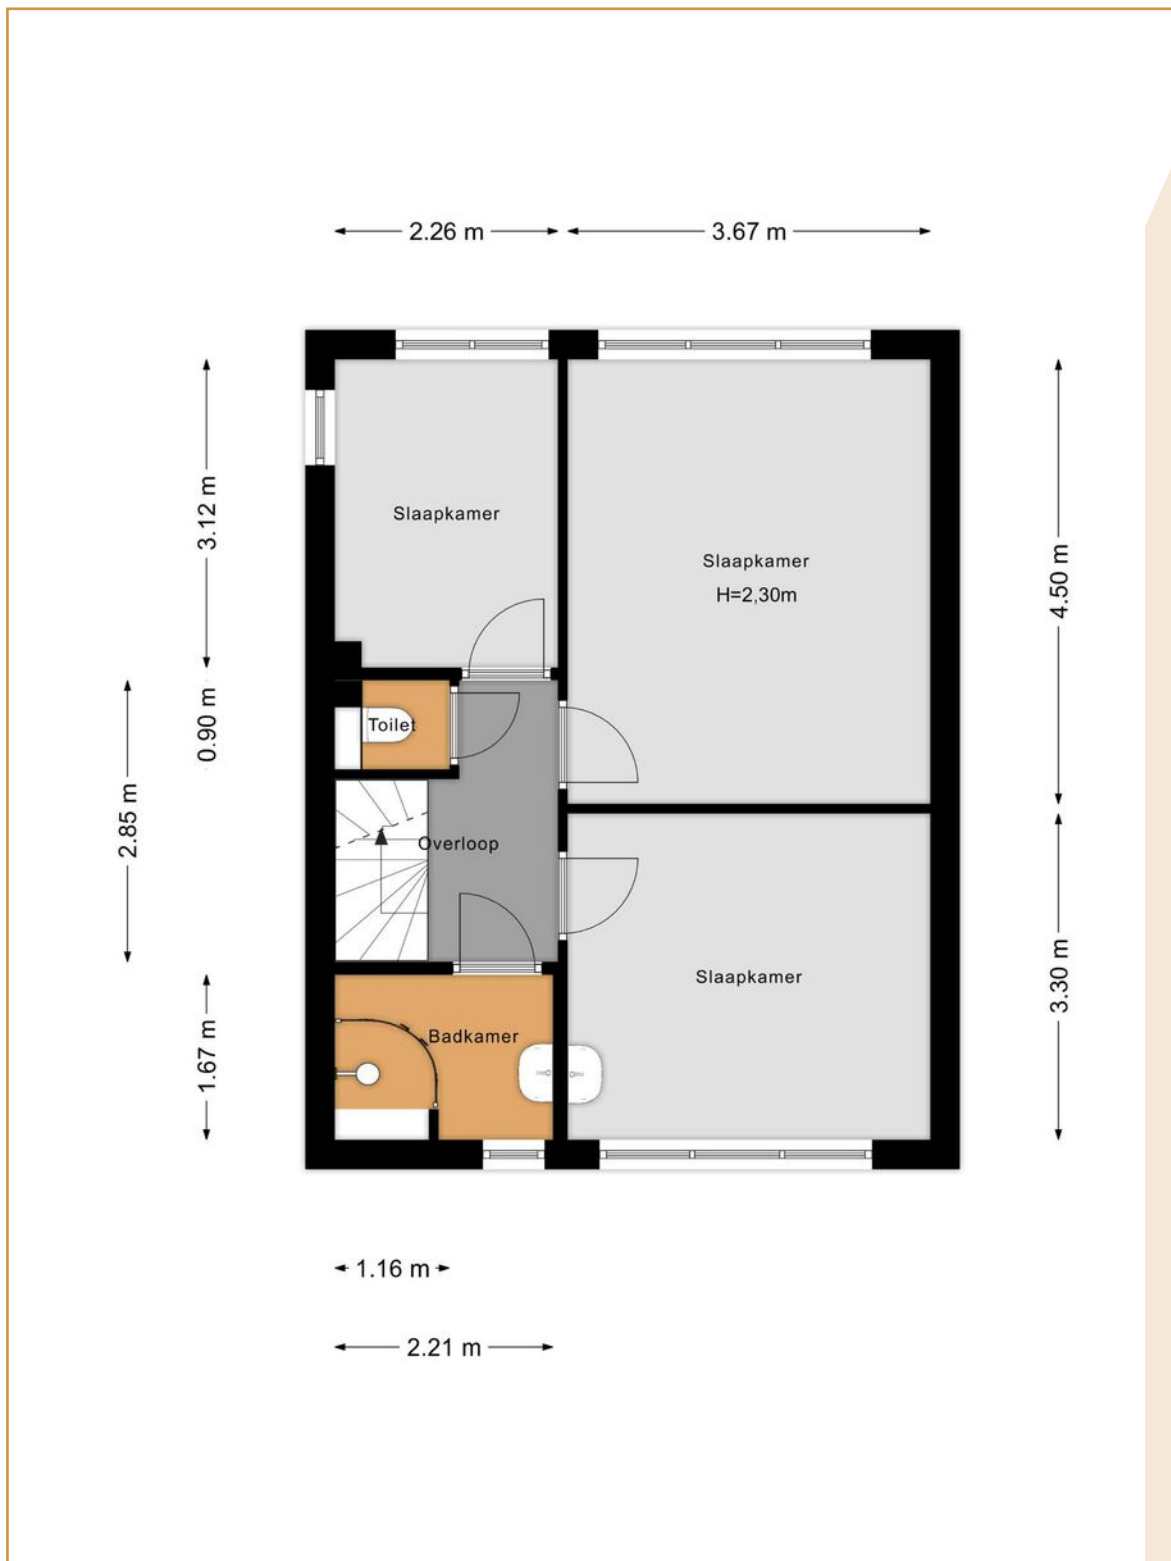 2.26 m
3.67 m
3.12 m
Slaapkamer
Slaapkamer
H=2,30m
4.50 m
0.90 m
Toilet
2.85 m
Overloop
Slaapkamer
3.30 m
Badkamer
1.67 m
1.16 m
2.21 m